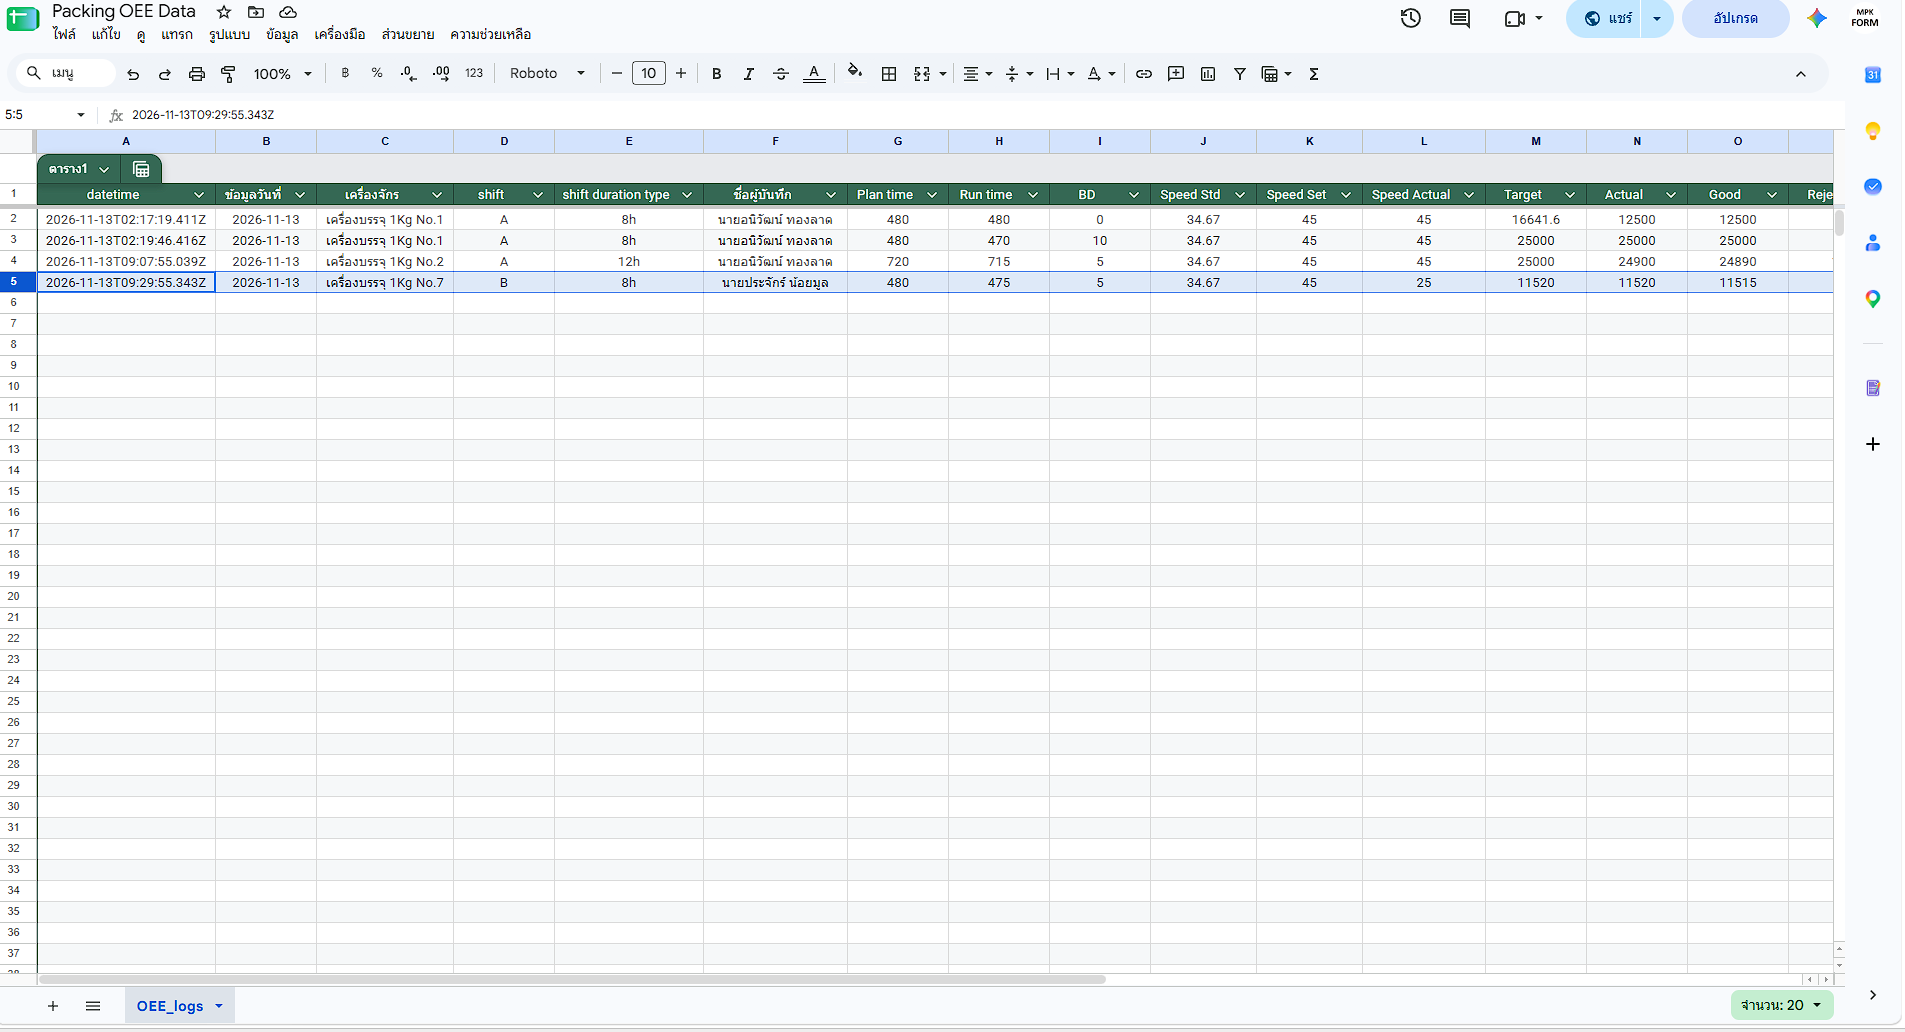 Packing OEE Data
MPK FORM
ไฟล์ แก้ไข ดู แทรก รูปแบบ ข้อมูล เครื่องมือ ส่วนขยาย ความช่วยเหลือ
แชร์ อัปเกรด
เมนู 100% ฿ % .0 .00 123 Roboto 10 B I S A
31
5:5 fx 2026-11-13T09:29:55.343Z
A B C D E F G H I J K L M N O
ตาราง1
1 datetime ข้อมูลวันที่ เครื่องจักร shift shift duration type ชื่อผู้บันทึก Plan time Run time BD Speed Std Speed Set Speed Actual Target Actual Good Reje
2 2026-11-13T02:17:19.411Z 2026-11-13 เครื่องบรรจุ 1Kg No.1 A 8h นายอนิวัฒน์ ทองลาด 480 480 0 34.67 45 45 16641.6 12500 12500
3 2026-11-13T02:19:46.416Z 2026-11-13 เครื่องบรรจุ 1Kg No.1 A 8h นายอนิวัฒน์ ทองลาด 480 470 10 34.67 45 45 25000 25000 25000
4 2026-11-13T09:07:55.039Z 2026-11-13 เครื่องบรรจุ 1Kg No.2 A 12h นายอนิวัฒน์ ทองลาด 720 715 5 34.67 45 45 25000 24900 24890
5 2026-11-13T09:29:55.343Z 2026-11-13 เครื่องบรรจุ 1Kg No.7 B 8h นายประจักร์ น้อยมูล 480 475 5 34.67 45 25 11520 11520 11515
6
7
8
9
10
11
12
13
14
15
16
17
18
19
20
21
22
23
24
25
26
27
28
29
30
31
32
33
34
35
36
37
OEE_logs จำนวน: 20